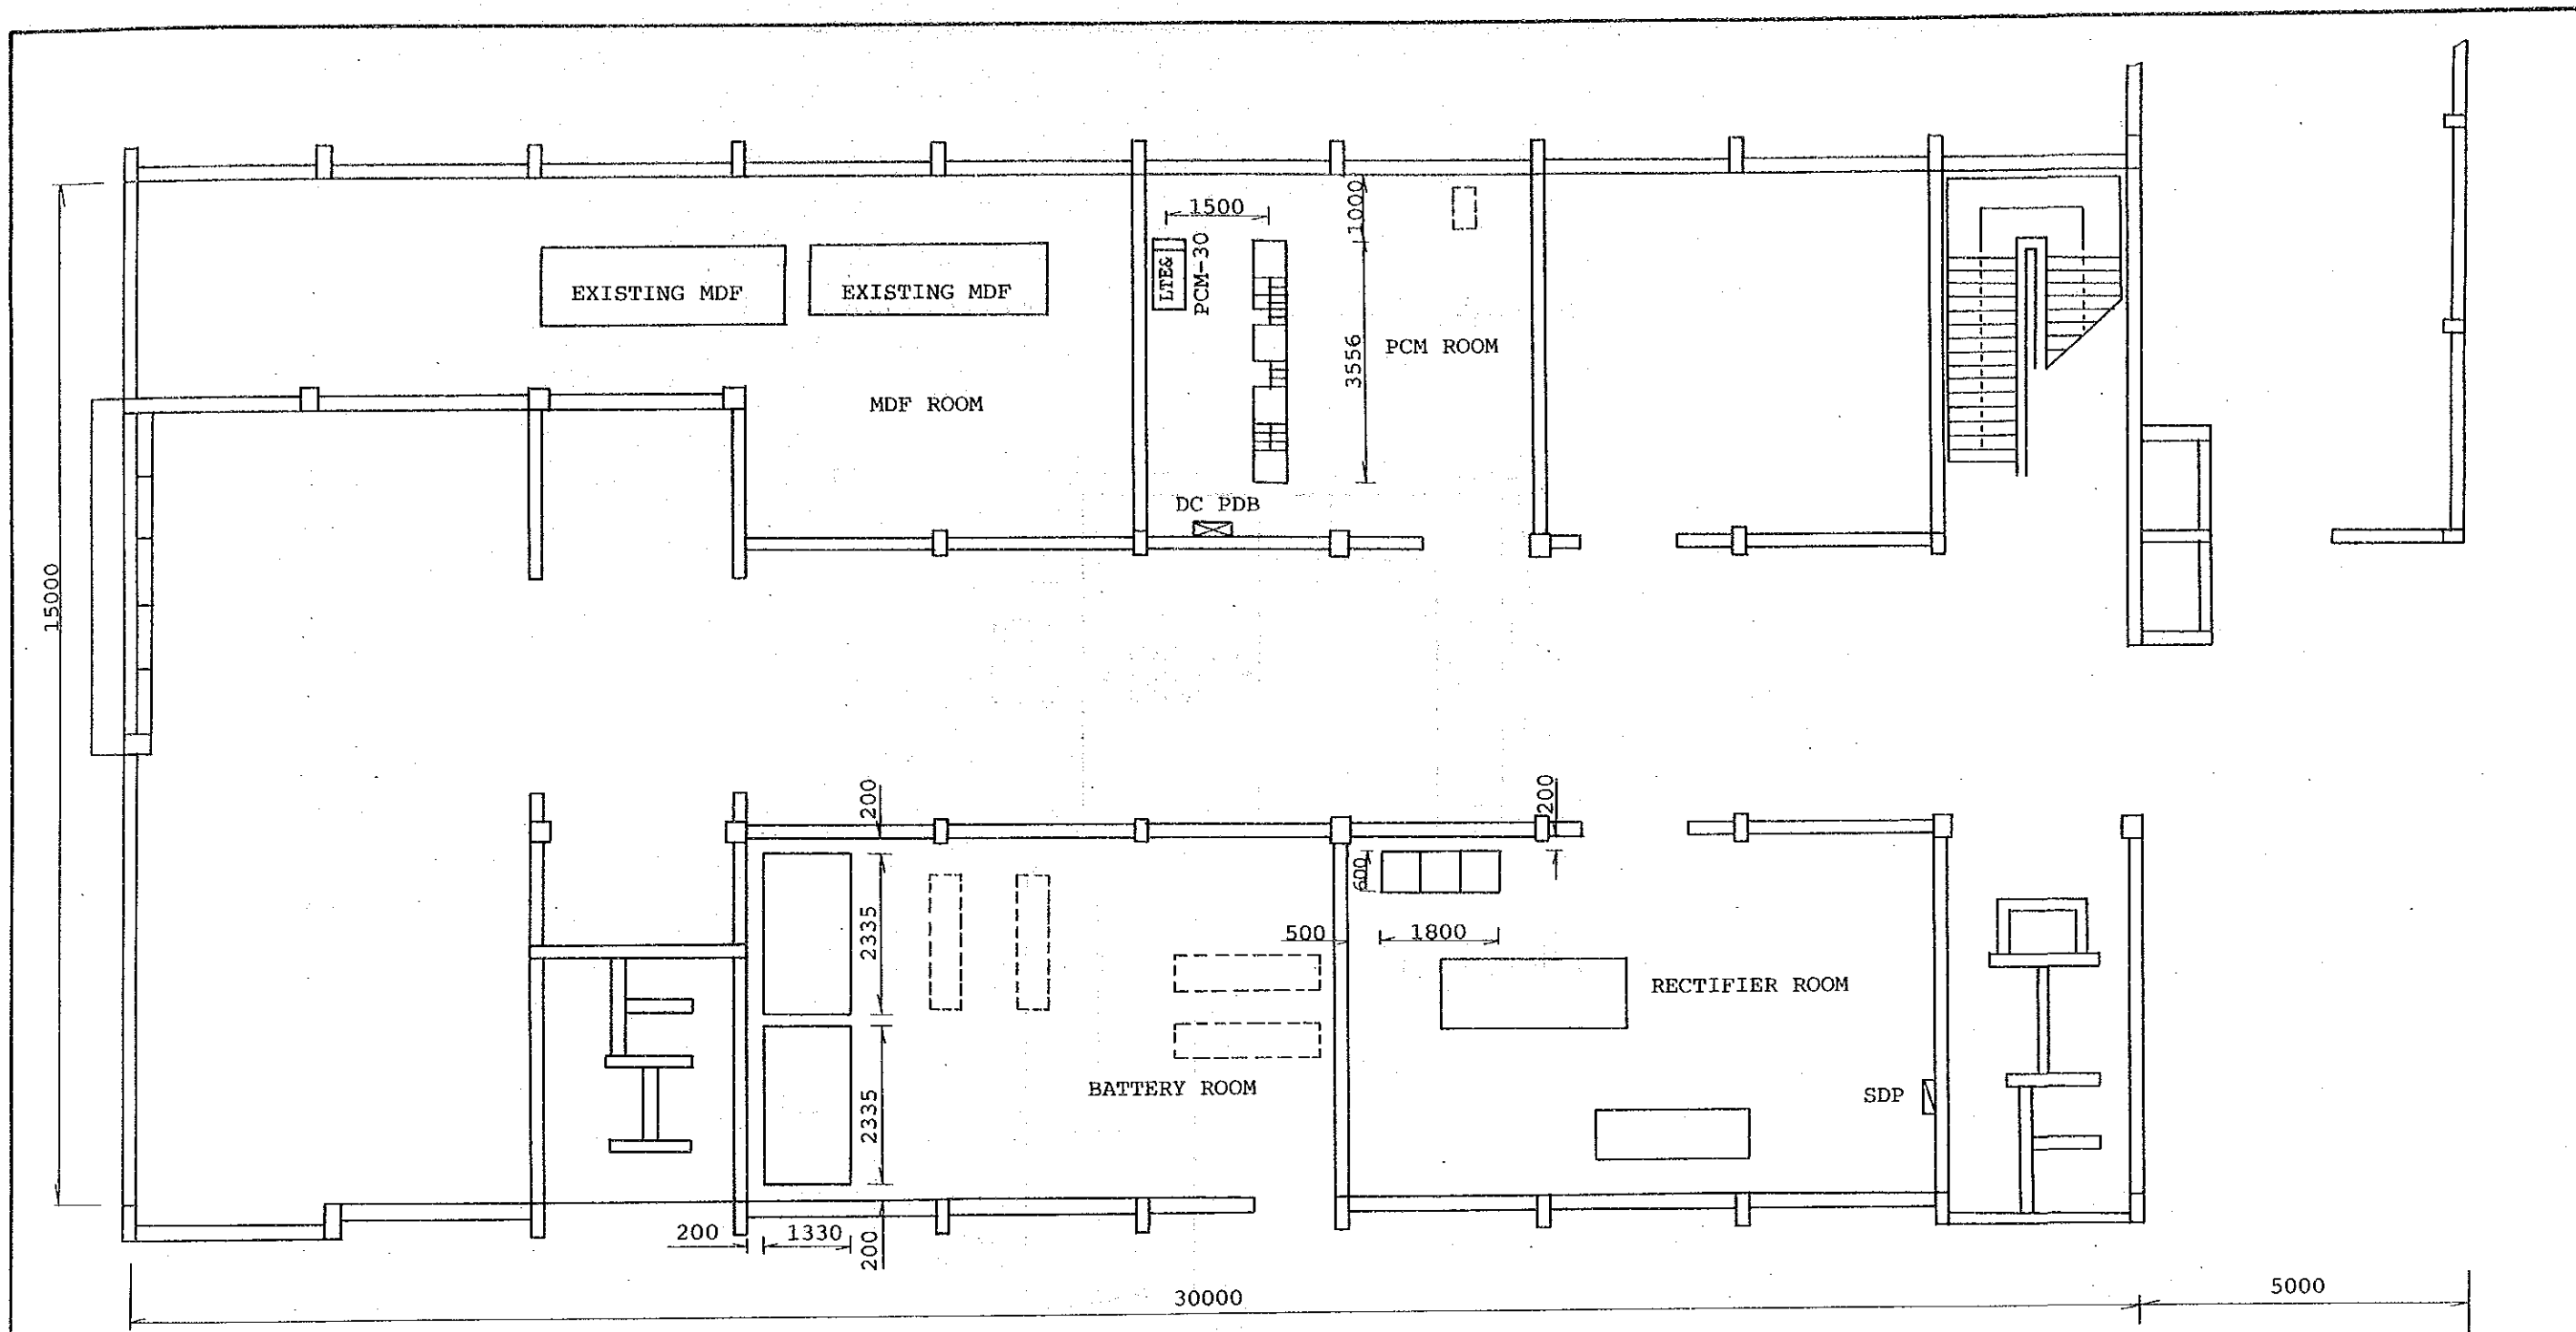 1500
1000
LTE&
PCM-30
EXISTING MDF
EXISTING MDF
3556
PCM ROOM
MDF ROOM
DC PDB
15000
200
200
600
2335
500
1800
RECTIFIER ROOM
BATTERY ROOM
SDP
2335
200
1330
200
30000
5000